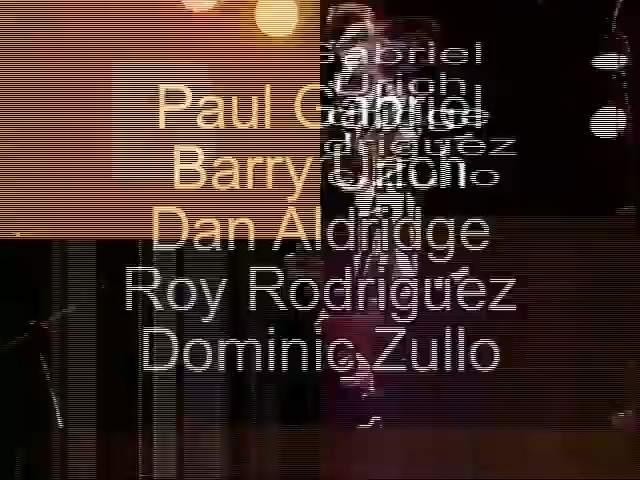 Paul Gabriel
Barry Urich
Dan Aldridge
Roy Rodriguez
Dominic Zullo